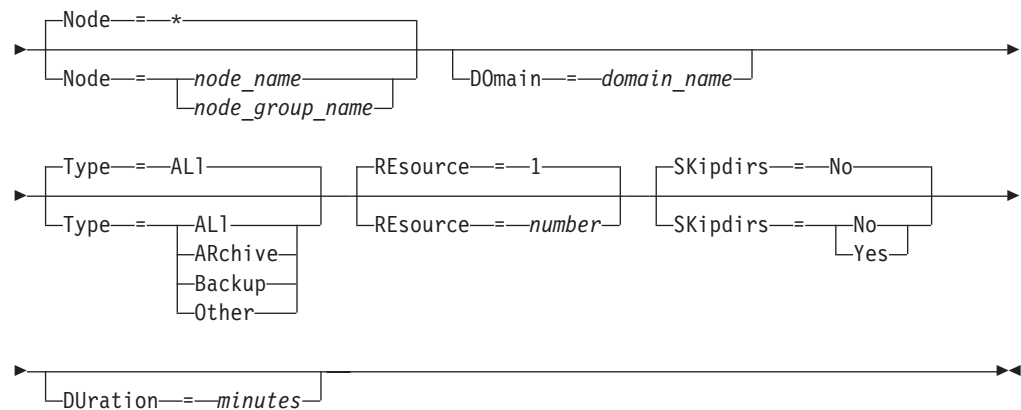 Node = *
Node = node_name DOmain = domain_name
node_group_name
Type = ALl REsource = 1 SKipdirs = No
Type = ALl REsource = number SKipdirs = No
ARchive Yes
Backup
Other
DUration = minutes